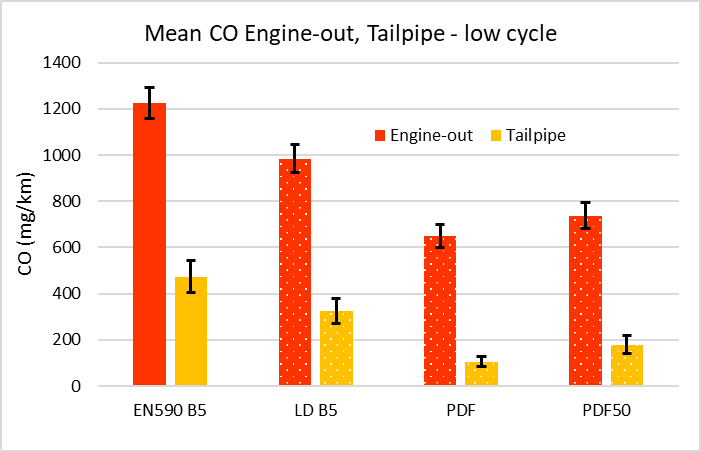 Mean CO Engine-out, Tailpipe - low cycle
CO (mg/km)
1400
1200
1000
800
600
400
200
0
Engine-out Tailpipe
EN590 B5 LD B5 PDF PDF50